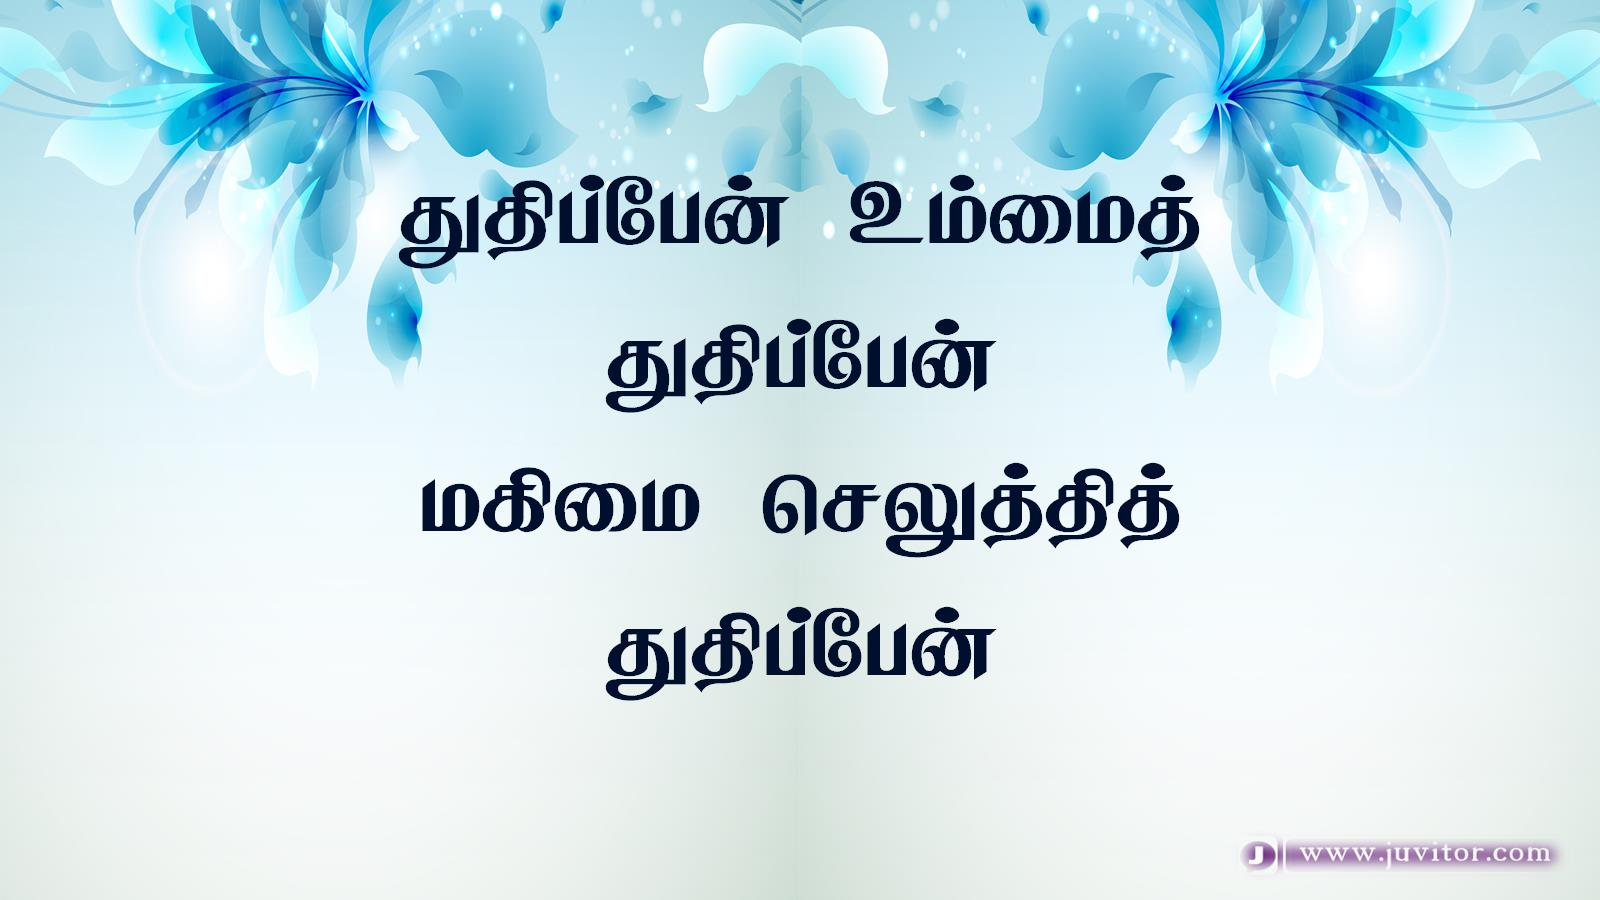 துதிப்பேன் உம்மைத்
துதிப்பேன்
மகிமை செலுத்தித்
துதிப்பேன்
J www.juvitor.com